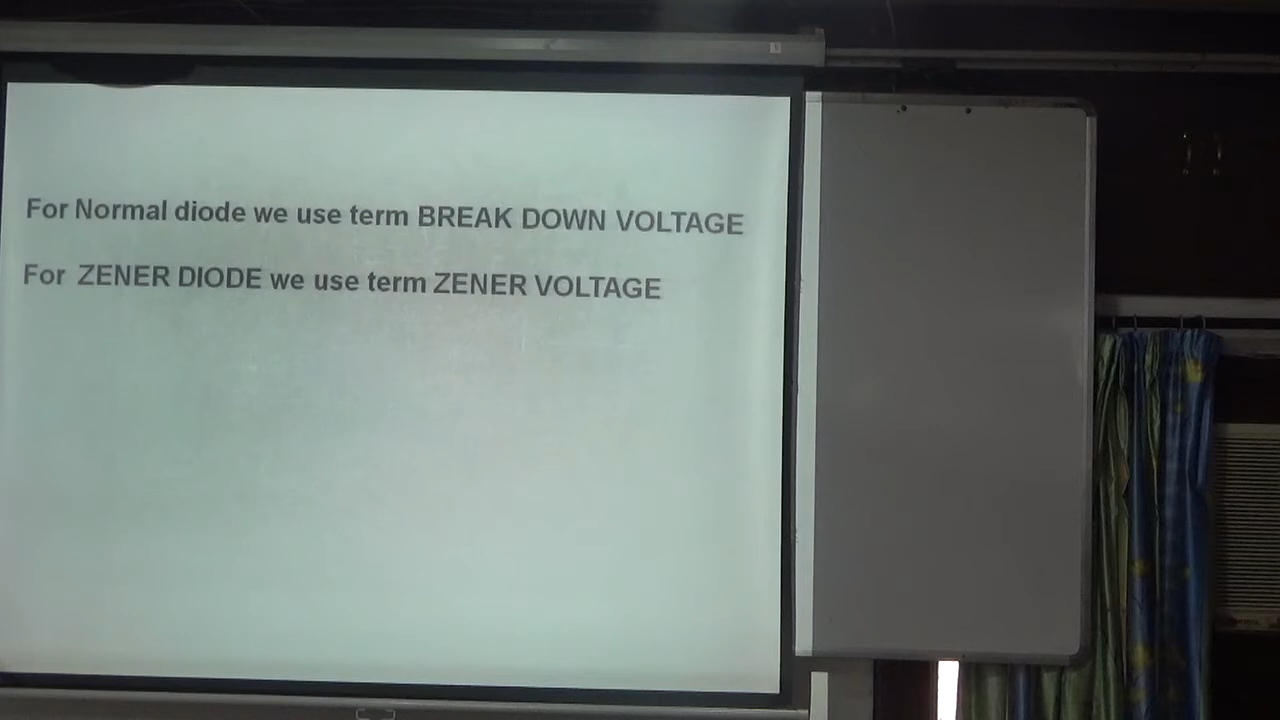 For Normal diode we use term BREAK DOWN VOLTAGE
For ZENER DIODE we use term ZENER VOLTAGE